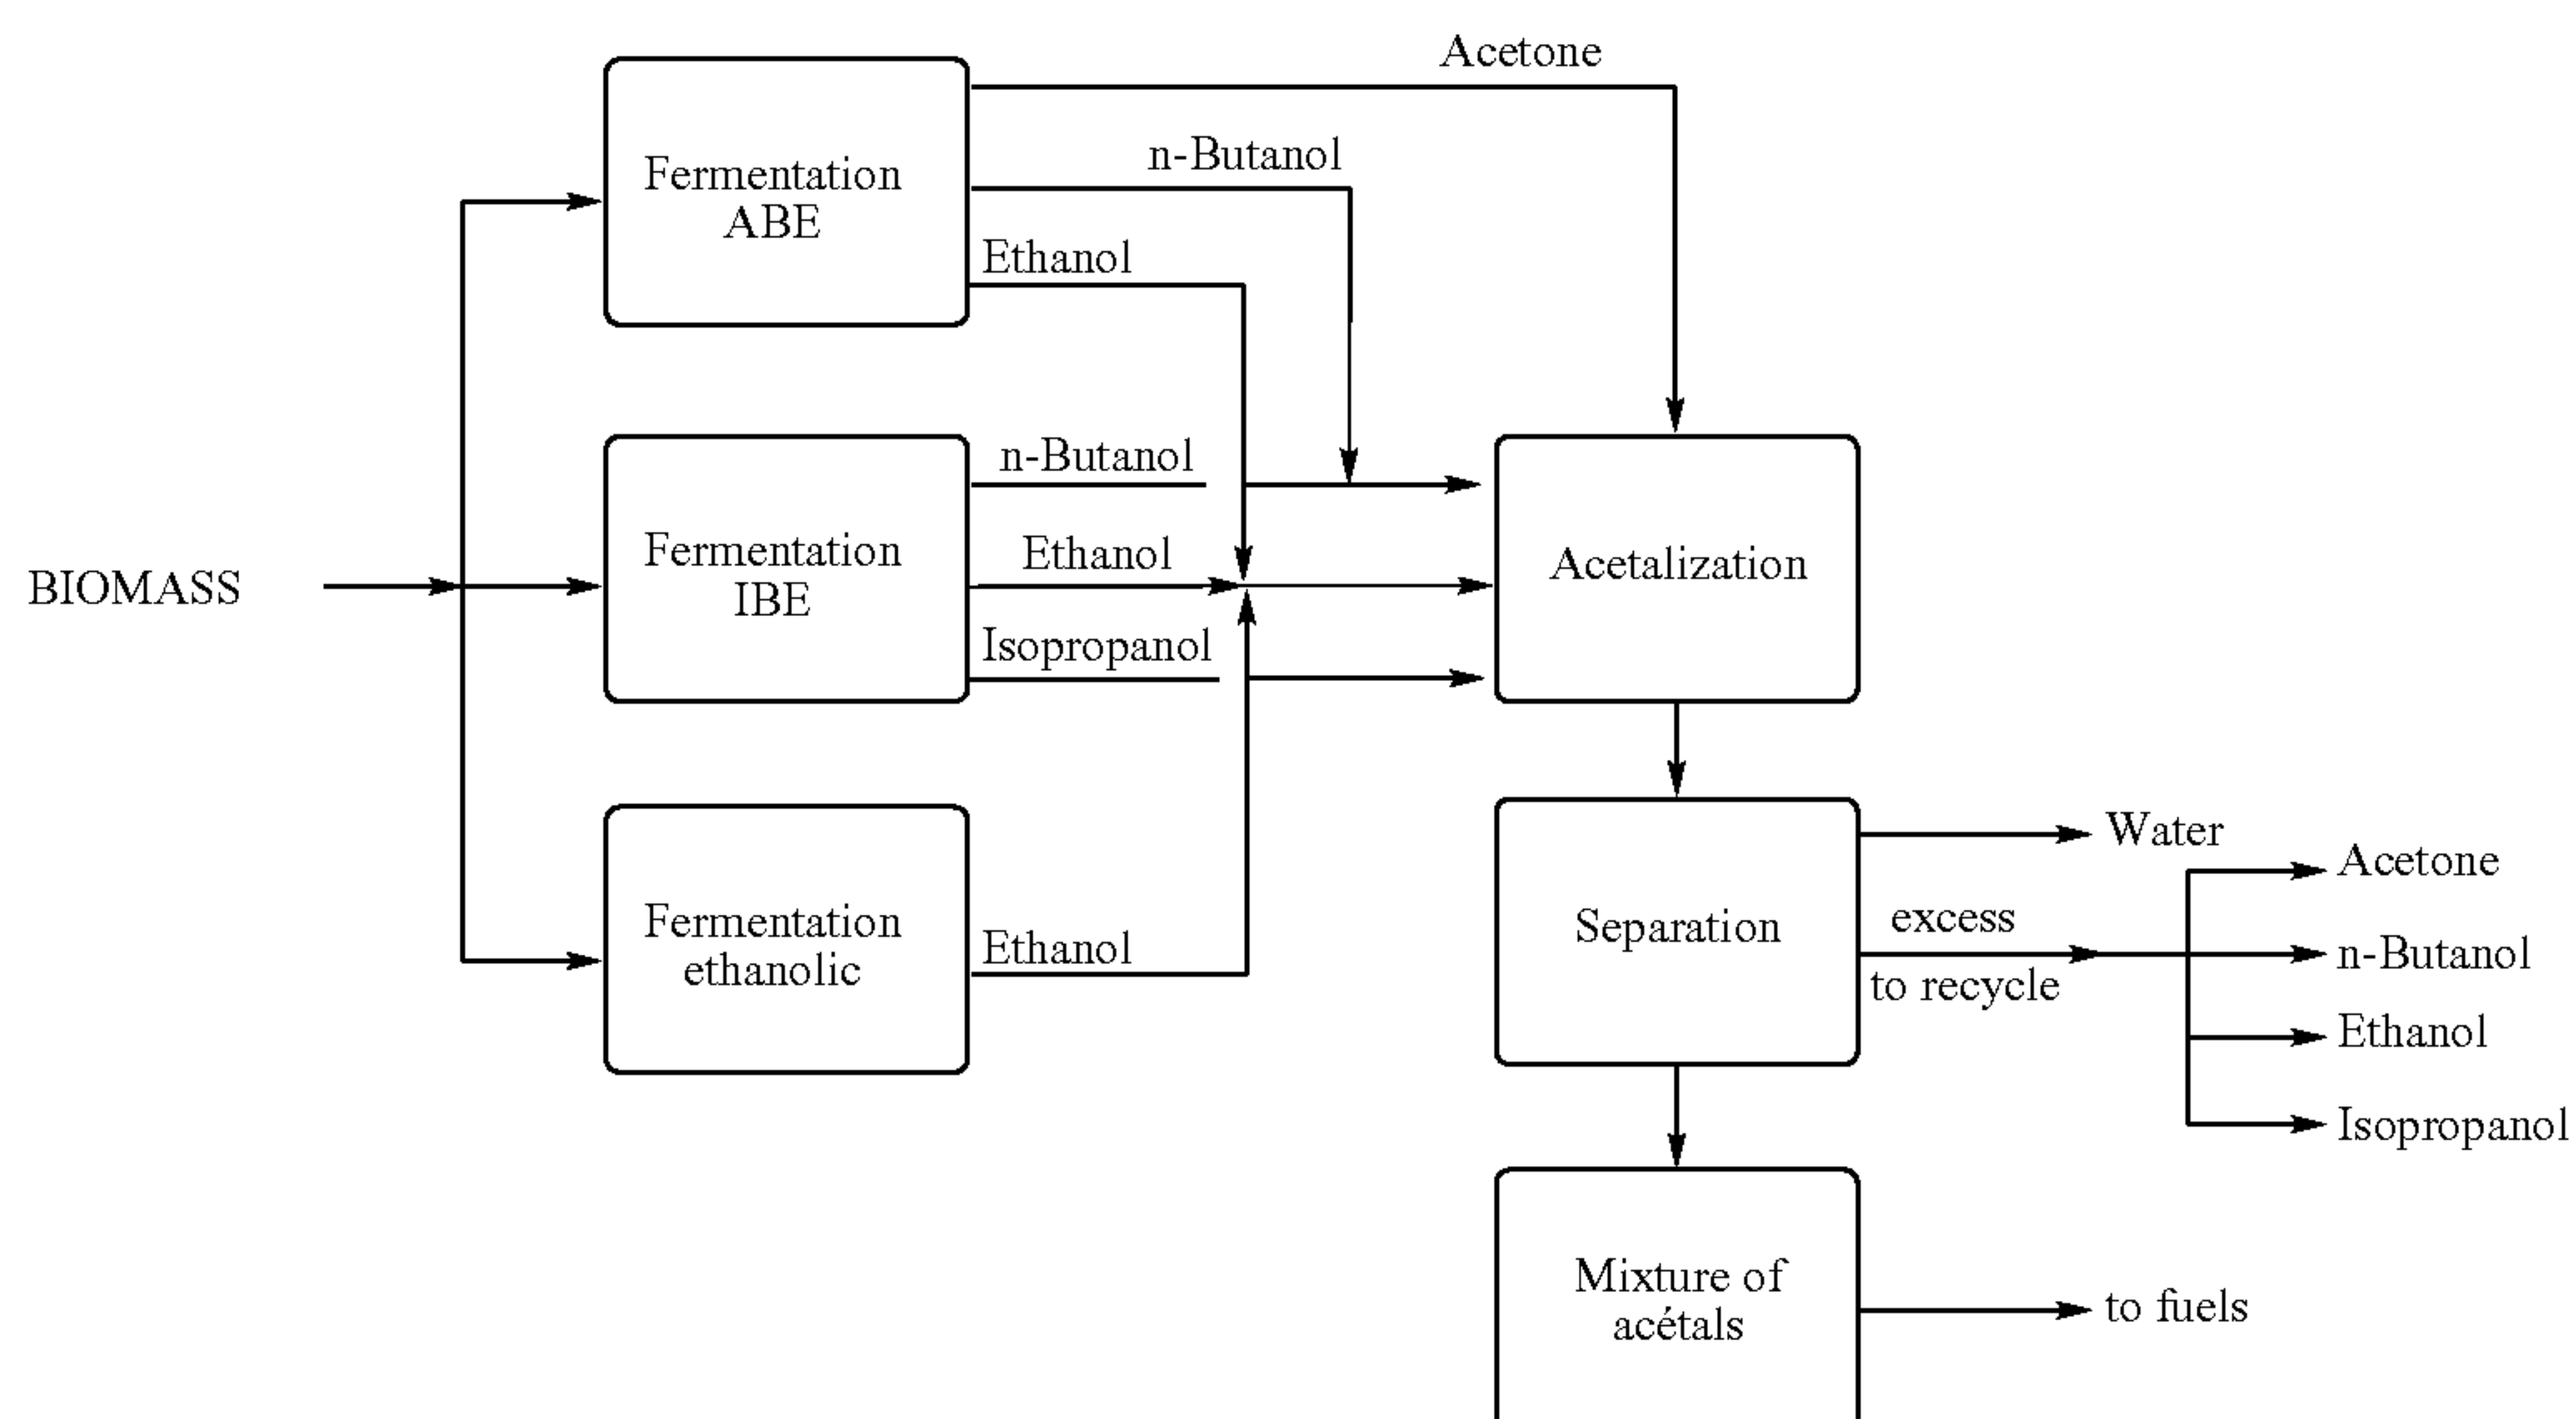 Acetone
n-Butanol
Fermentation
ABE
Ethanol
n-Butanol
Fermentation
IBE
Ethanol
Isopropanol
BIOMASS
Acetalization
Fermentation
ethanolic
Ethanol
Separation
Water
excess
to recycle
Acetone
n-Butanol
Ethanol
Isopropanol
Mixture of
acétals
to fuels